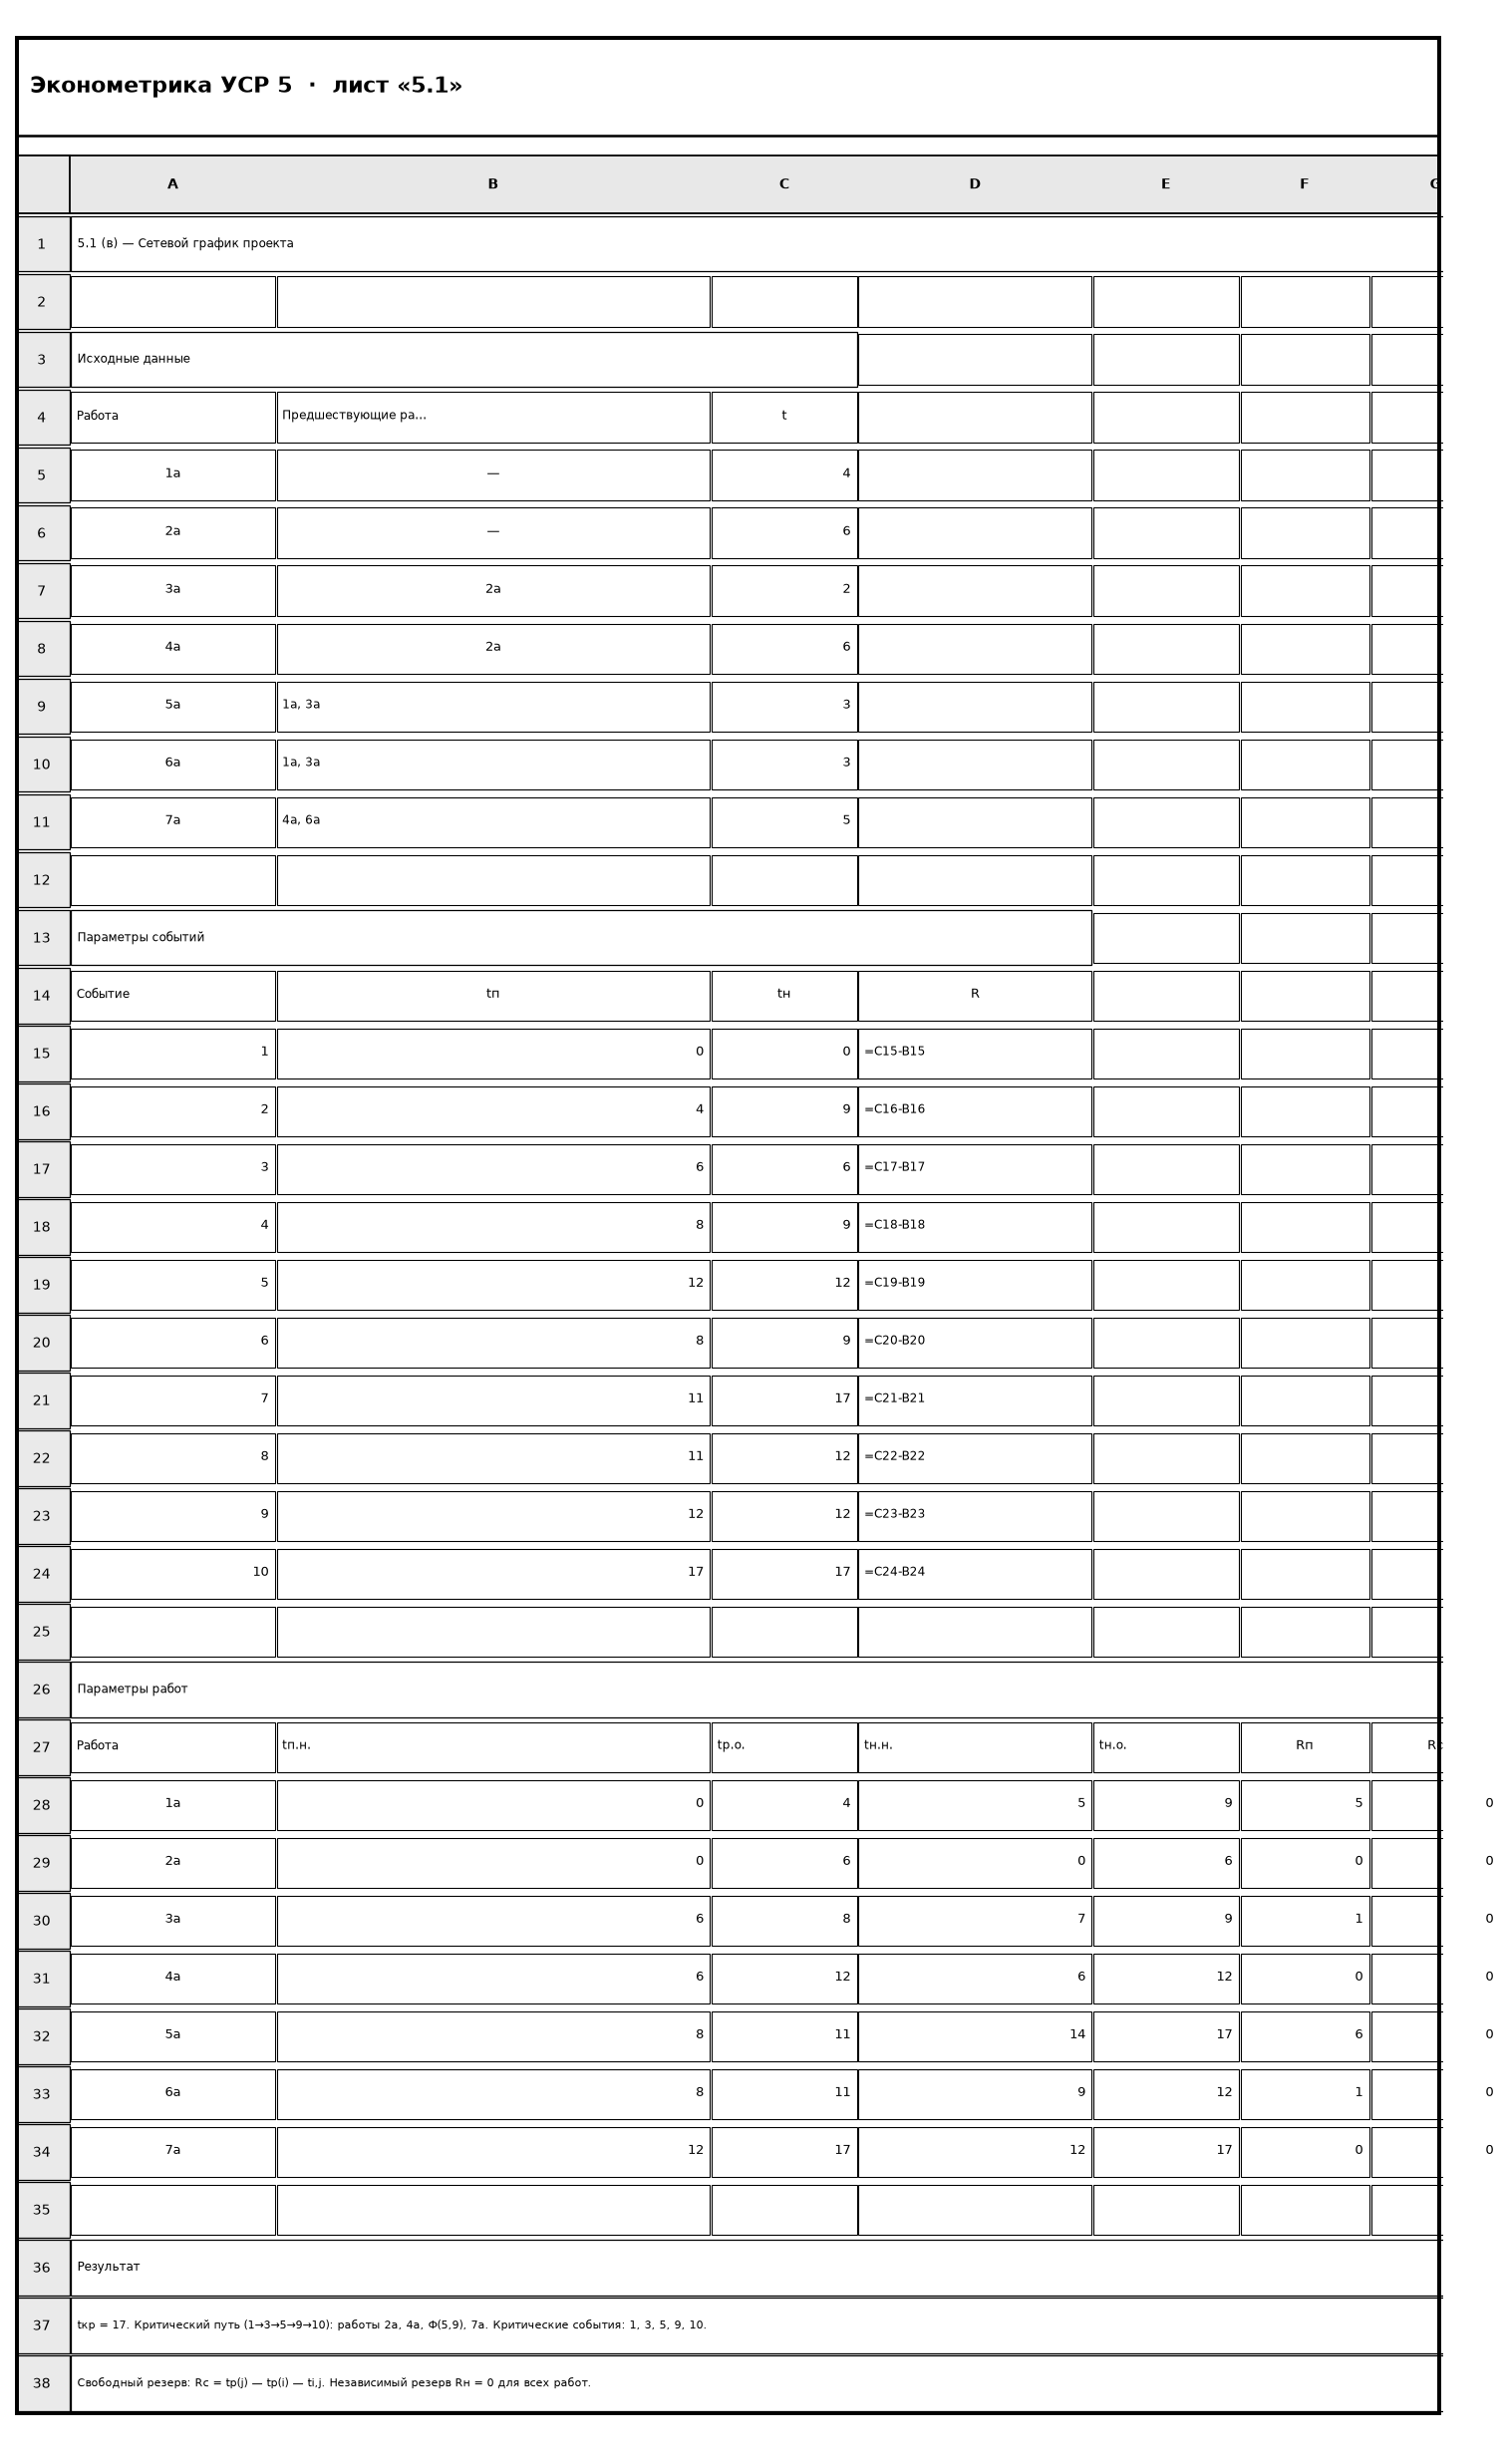 Эконометрика УСР 5 · лист «5.1»
A B C D E F G
1 5.1 (в) — Сетевой график проекта
2
3 Исходные данные
4 Работа Предшествующие ра... t
5 1а — 4
6 2а — 6
7 3а 2а 2
8 4а 2а 6
9 5а 1а, 3а 3
10 6а 1а, 3а 3
11 7а 4а, 6а 5
12
13 Параметры событий
14 Событие tп tн R
15 1 0 0 =C15-B15
16 2 4 9 =C16-B16
17 3 6 6 =C17-B17
18 4 8 9 =C18-B18
19 5 12 12 =C19-B19
20 6 8 9 =C20-B20
21 7 11 17 =C21-B21
22 8 11 12 =C22-B22
23 9 12 12 =C23-B23
24 10 17 17 =C24-B24
25
26 Параметры работ
27 Работа tп.н. tр.о. tн.н. tн.о. Rп
28 1а 0 4 5 9 5 0
29 2а 0 6 0 6 0 0
30 3а 6 8 7 9 1 0
31 4а 6 12 6 12 0 0
32 5а 8 11 14 17 6 0
33 6а 8 11 9 12 1 0
34 7а 12 17 12 17 0 0
35
36 Результат
37 tкр = 17. Критический путь (1→3→5→9→10): работы 2а, 4а, Ф(5,9), 7а. Критические события: 1, 3, 5, 9, 10.
38 Свободный резерв: Rс = tр(j) — tр(i) — ti,j. Независимый резерв Rн = 0 для всех работ.